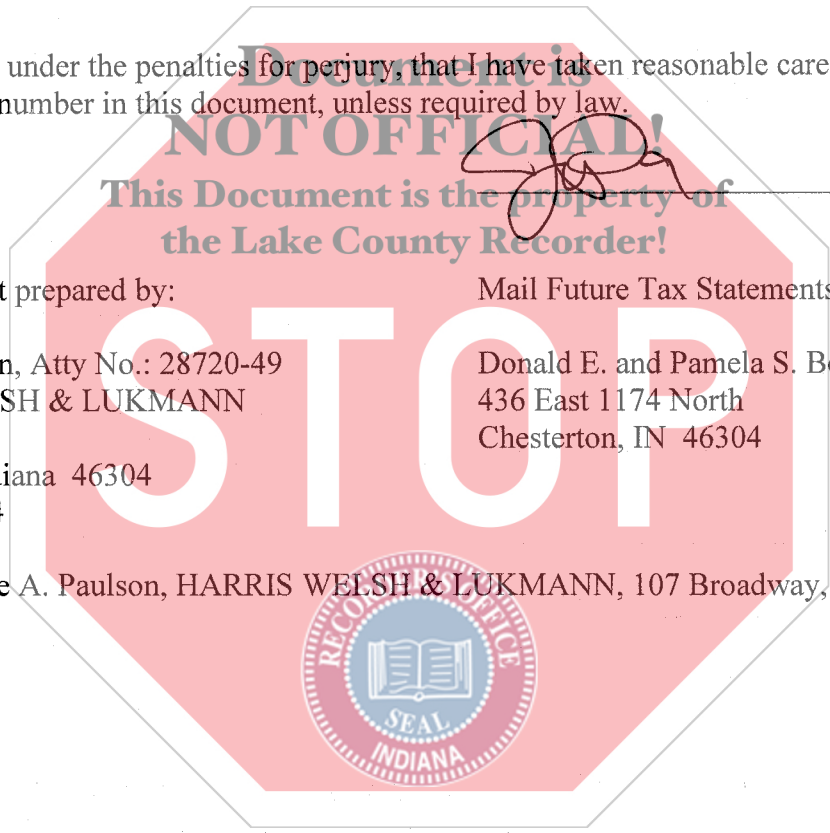 Document is
under the penalties for perjury, that I have taken reasonable care
number in this document, unless required by law.
NOT OFFICIAL!
This Document is the property of
the Lake County Recorder!
prepared by:
Mail Future Tax Statements
STOP
n, Atty No.: 28720-49
Donald E. and Pamela S. B
SH & LUKMANN
436 East 1174 North
Chesterton, IN 46304
iana 46304
e A. Paulson, HARRIS WELSH & LUKMANN, 107 Broadway,
RECORDER'S OFFICE
SEAL
INDIANA